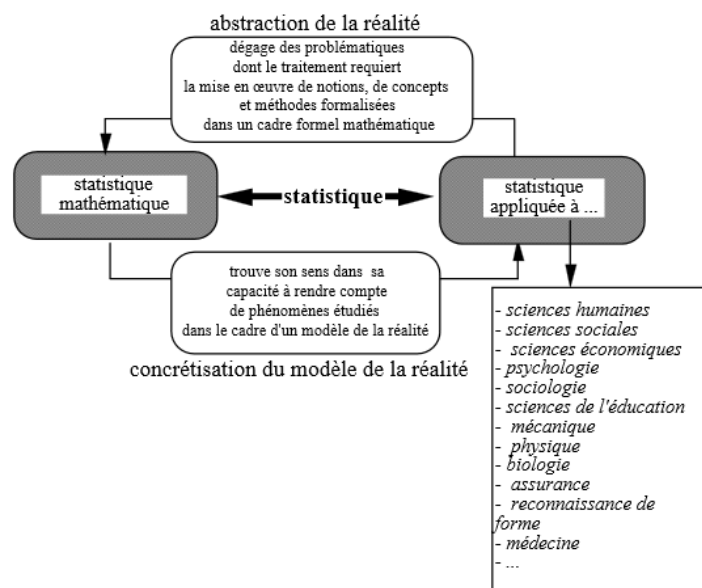 abstraction de la réalité
dégage des problématiques
dont le traitement requiert
la mise en œuvre de notions, de concepts
et méthodes formalisées
dans un cadre formel mathématique
statistique
mathématique
statistique
statistique
appliquée à ...
trouve son sens dans sa
capacité à rendre compte
de phénomènes étudiés
dans le cadre d'un modèle de la réalité
concrétisation du modèle de la réalité
- sciences humaines
- sciences sociales
- sciences économiques
- psychologie
- sociologie
- sciences de l'éducation
- mécanique
- physique
- biologie
- assurance
- reconnaissance de
forme
- médecine
- ...